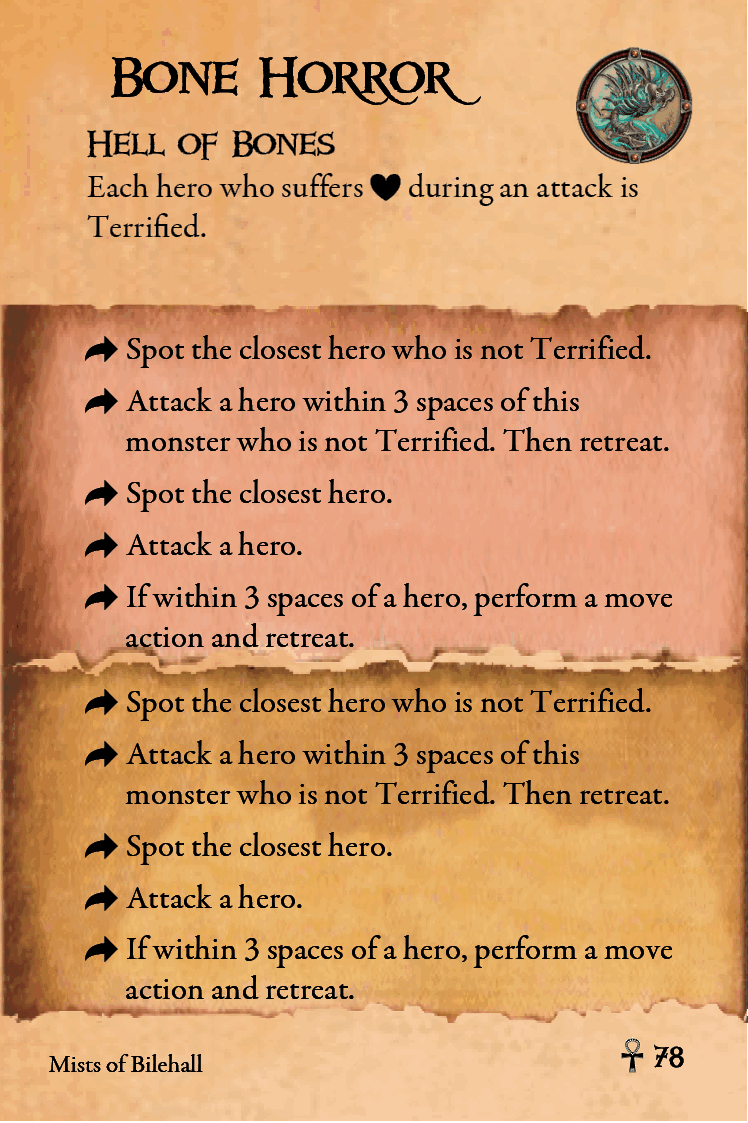 Bone Horror
Hell of Bones
Each hero who suffers ♥ during an attack is
Terrified.
Spot the closest hero who is not Terrified.
Attack a hero within 3 spaces of this
monster who is not Terrified. Then retreat.
Spot the closest hero.
Attack a hero.
If within 3 spaces of a hero, perform a move
action and retreat.
Spot the closest hero who is not Terrified.
Attack a hero within 3 spaces of this
monster who is not Terrified. Then retreat.
Spot the closest hero.
Attack a hero.
If within 3 spaces of a hero, perform a move
action and retreat.
Mists of Bilehall
☥ 78